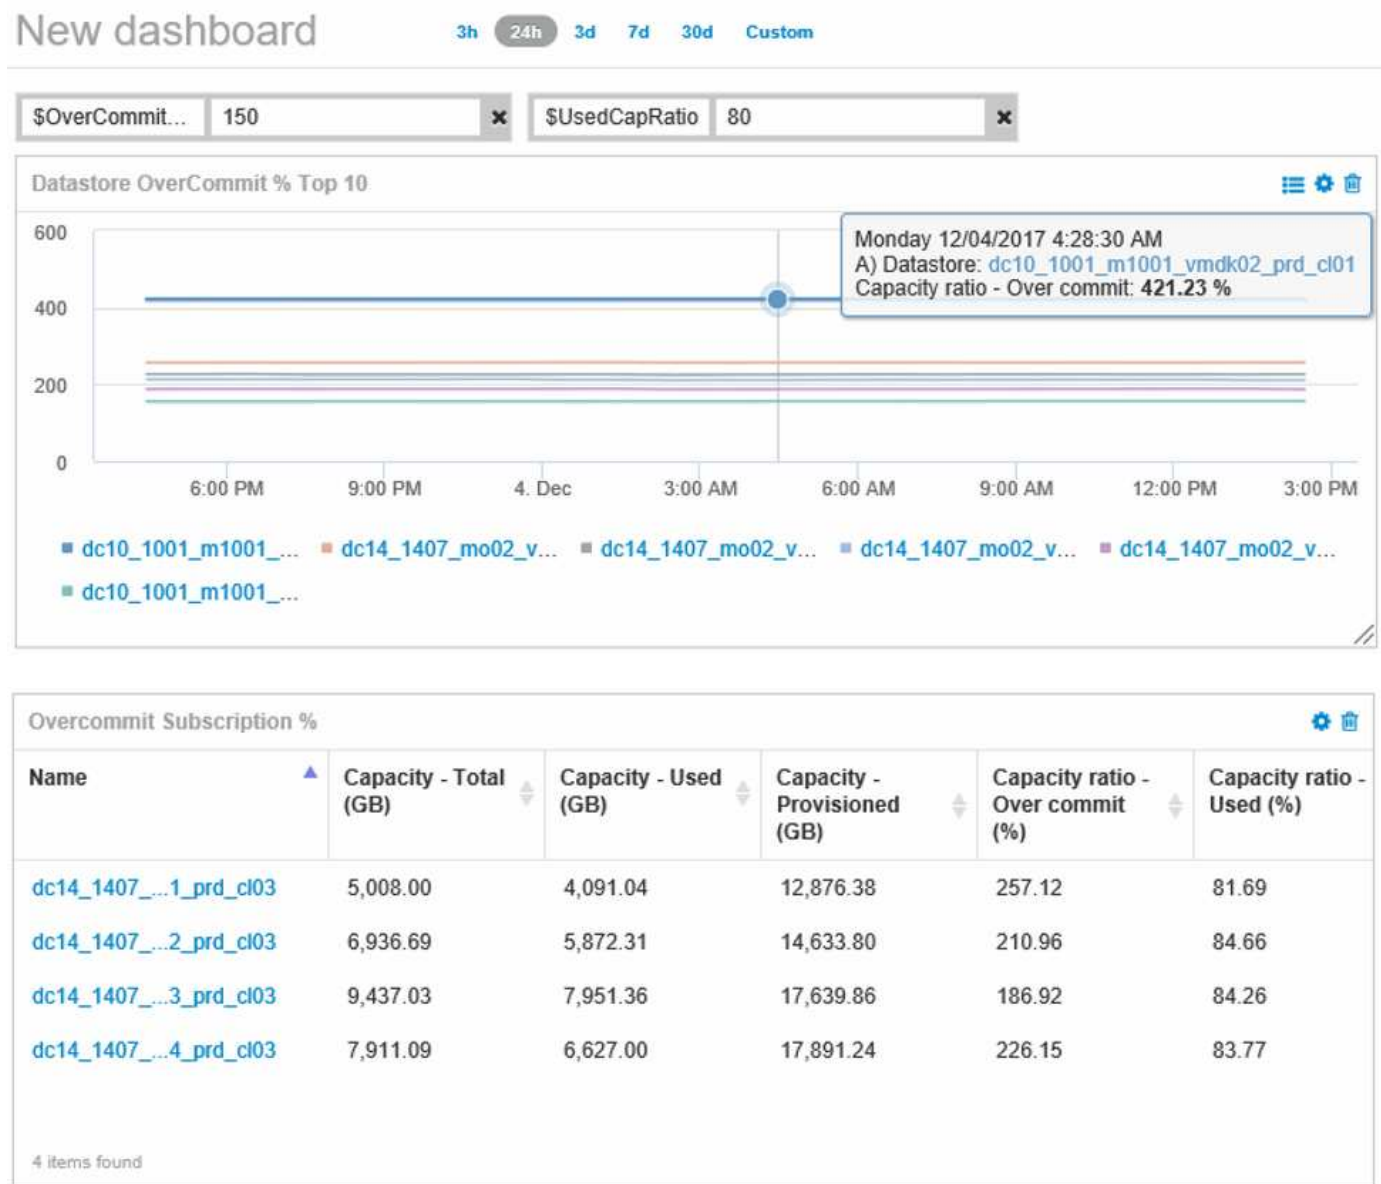 New dashboard 3h 24h 3d 7d 30d Custom
$OverCommit... 150 $UsedCapRatio 80
Datastore OverCommit % Top 10
Monday 12/04/2017 4:28:30 AM
A) Datastore: dc10_1001_m1001_vmdk02_prd_cl01
Capacity ratio - Over commit: 421.23 %
600
400
200
0
6:00 PM 9:00 PM 4. Dec 3:00 AM 6:00 AM 9:00 AM 12:00 PM 3:00 PM
dc10_1001_m1001_... dc14_1407_mo02_v... dc14_1407_mo02_v... dc14_1407_mo02_v... dc14_1407_mo02_v...
dc10_1001_m1001_...
Overcommit Subscription %
Name Capacity - Total (GB) Capacity - Used (GB) Capacity - Provisioned (GB) Capacity ratio - Over commit (%) Capacity ratio - Used (%)
dc14_1407_...1_prd_cl03 5,008.00 4,091.04 12,876.38 257.12 81.69
dc14_1407_...2_prd_cl03 6,936.69 5,872.31 14,633.80 210.96 84.66
dc14_1407_...3_prd_cl03 9,437.03 7,951.36 17,639.86 186.92 84.26
dc14_1407_...4_prd_cl03 7,911.09 6,627.00 17,891.24 226.15 83.77
4 items found